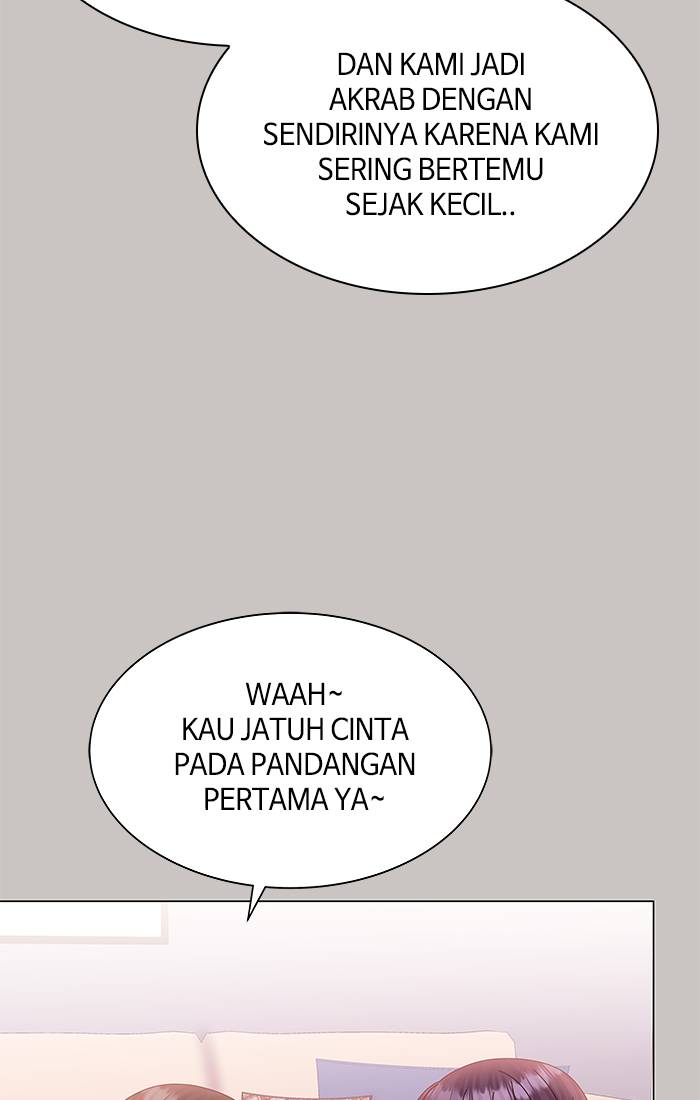 DAN KAMI JADI
AKRAB DENGAN
SENDIRINYA KARENA KAMI
SERING BERTEMU
SEJAK KECIL..
WAAH~
KAU JATUH CINTA
PADA PANDANGAN
PERTAMA YA~